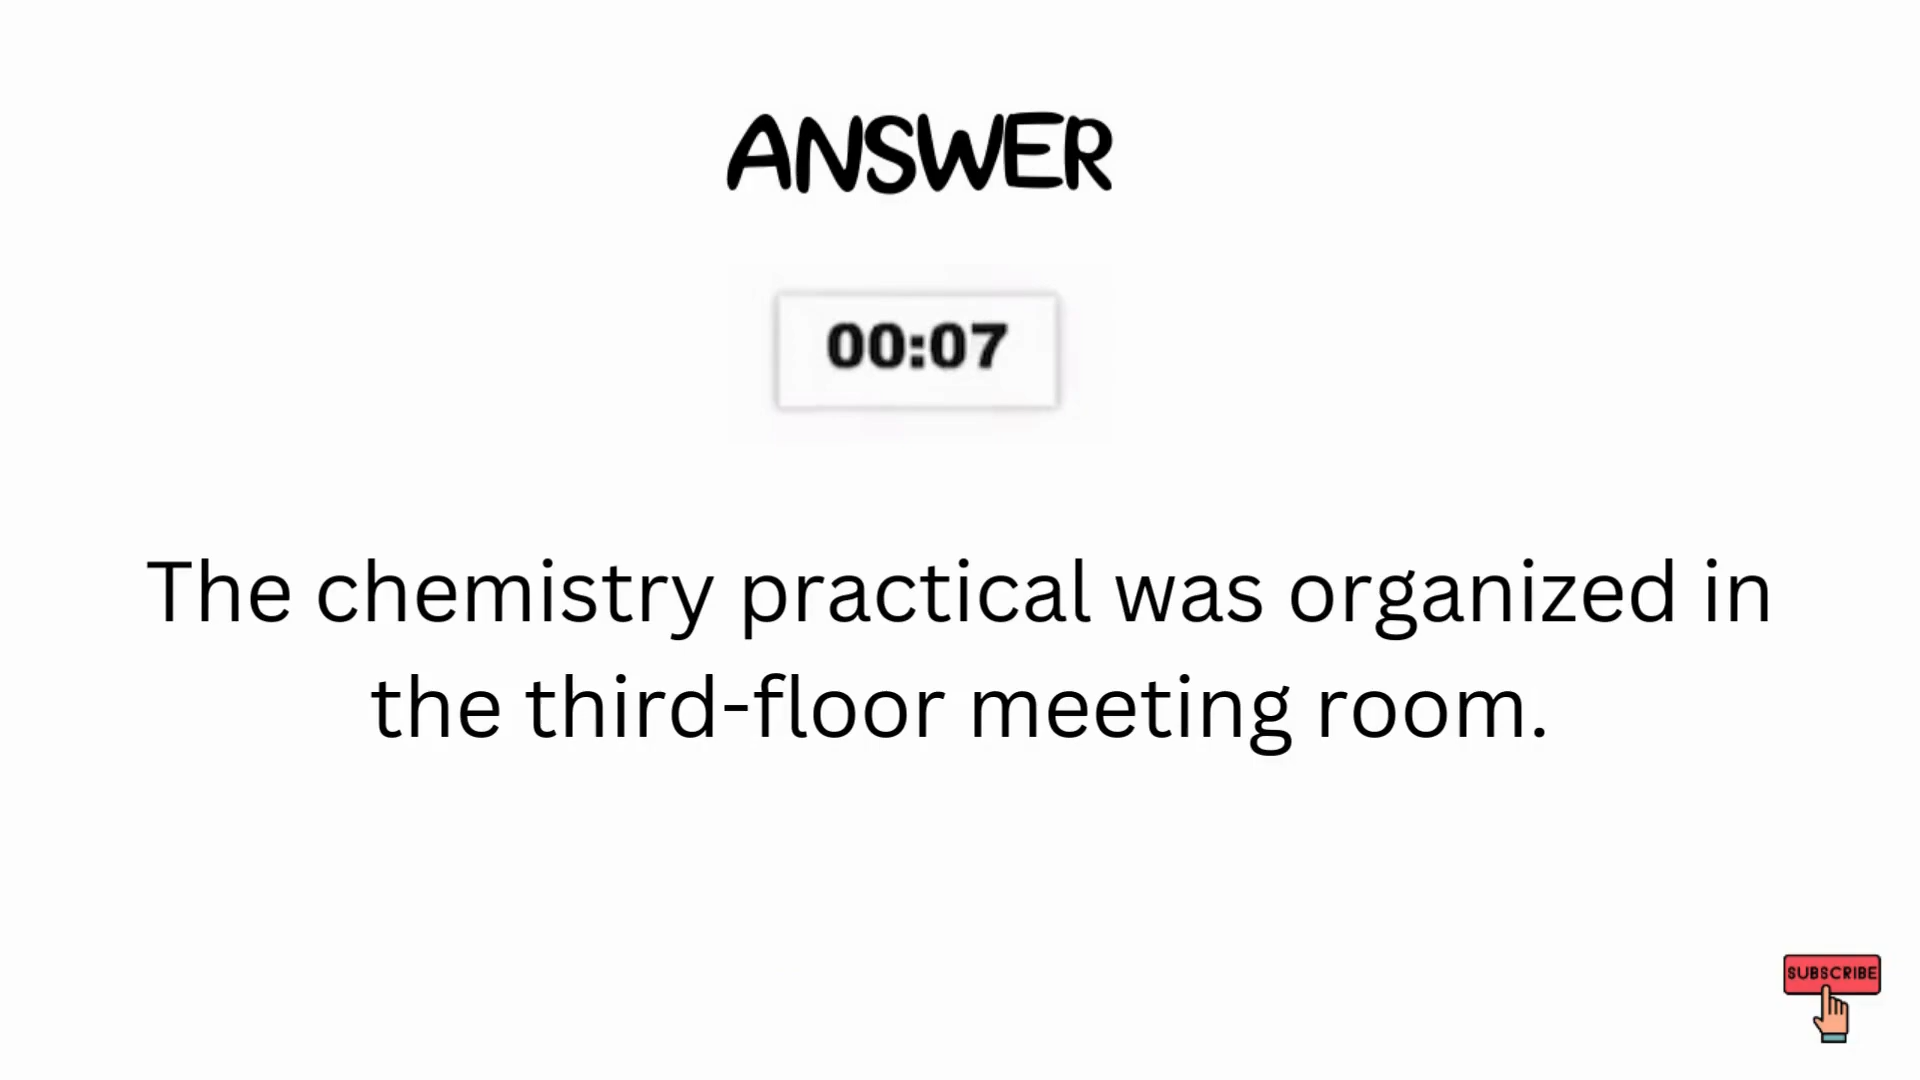 ANSWER
00:07
The chemistry practical was organized in
the third-floor meeting room.
SUBSCRIBE